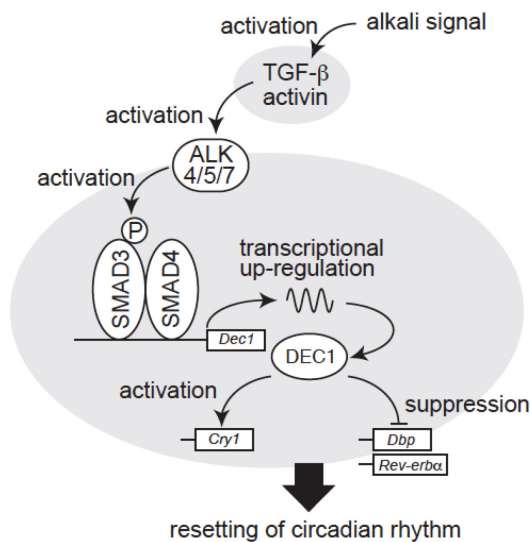 activation
alkali signal
TGF-β
activin
activation
ALK
4/5/7
activation
P
SMAD3
SMAD4
transcriptional
up-regulation
Dec1
DEC1
activation
suppression
Cry1
Dbp
Rev-erbα
resetting of circadian rhythm